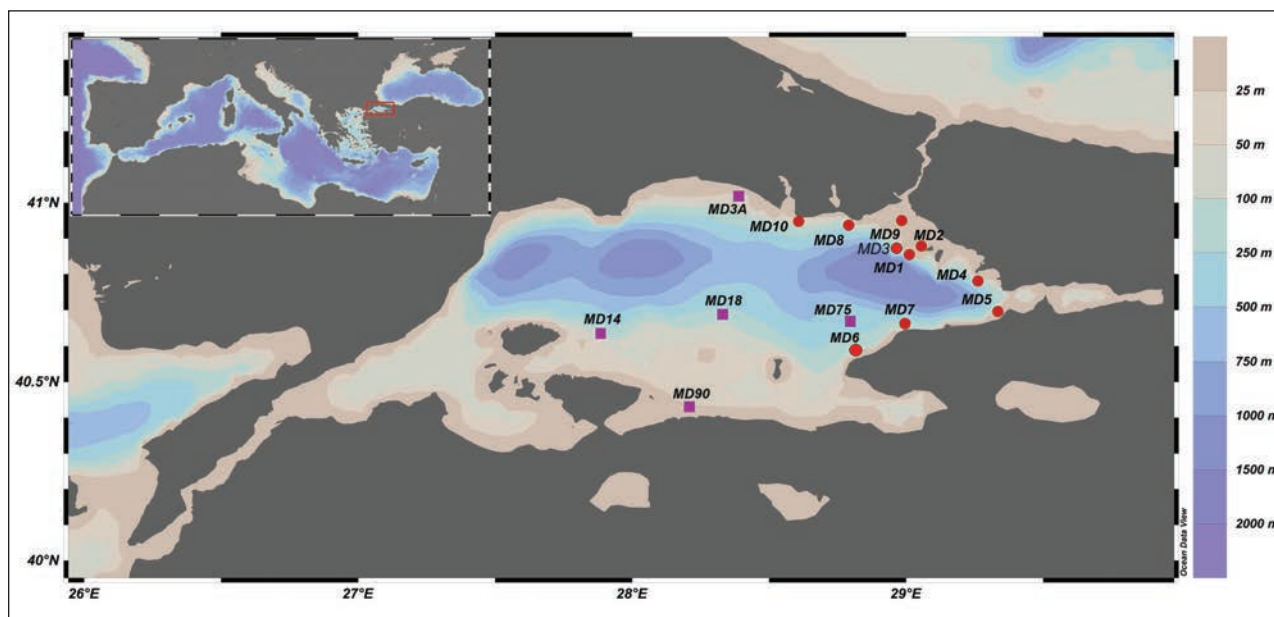 25 m
50 m
100 m
250 m
500 m
750 m
1000 m
1500 m
2000 m
41°N
40.5°N
40°N
MD3A
MD10
MD8
MD9
MD2
MD3
MD1
MD4
MD5
MD18
MD75
MD7
MD14
MD6
MD90
Ocean Data View
26°E
27°E
28°E
29°E